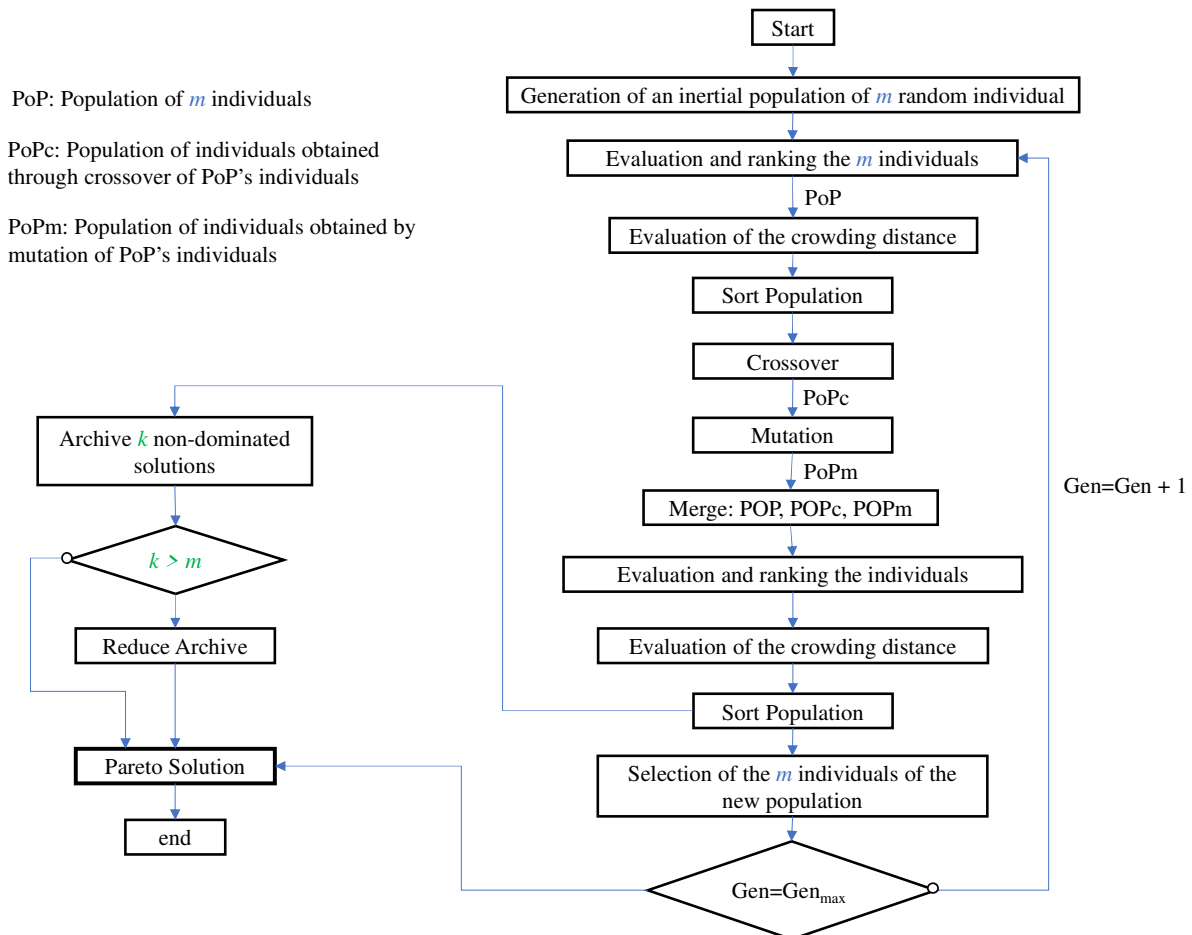 Start
PoP: Population of m individuals
PoPc: Population of individuals obtained
through crossover of PoP's individuals
PoPm: Population of individuals obtained by
mutation of PoP's individuals
Generation of an inertial population of m random individual
Evaluation and ranking the m individuals
PoP
Evaluation of the crowding distance
Sort Population
Crossover
PoPc
Mutation
PoPm
Merge: POP, POPc, POPm
Evaluation and ranking the individuals
Evaluation of the crowding distance
Sort Population
Selection of the m individuals of the
new population
Gen=Genmax
Gen=Gen + 1
Archive k non-dominated
solutions
k > m
Reduce Archive
Pareto Solution
end